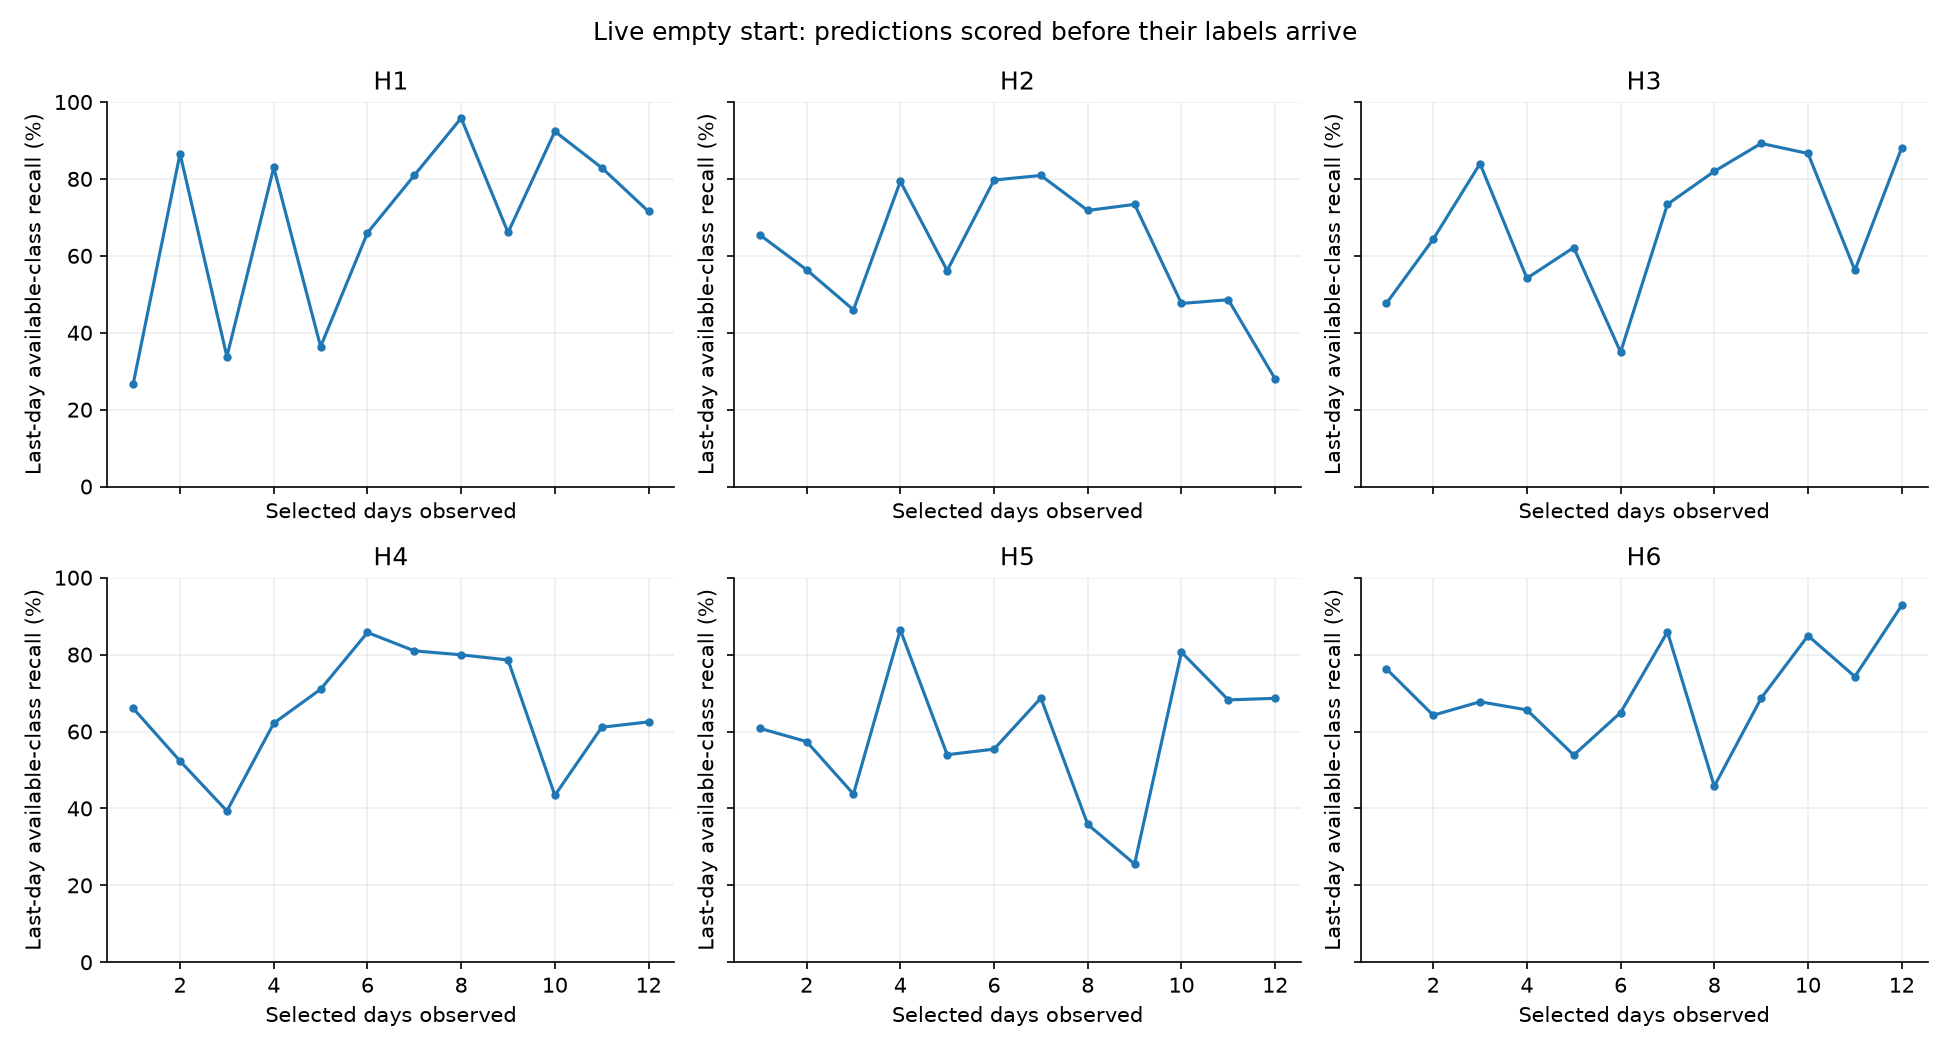 Live empty start: predictions scored before their labels arrive
H1
H2
H3
Last-day available-class recall (%)
100
80
60
40
20
0
Last-day available-class recall (%)
Last-day available-class recall (%)
Selected days observed
Selected days observed
Selected days observed
H4
H5
H6
Last-day available-class recall (%)
100
80
60
40
20
0
Last-day available-class recall (%)
Last-day available-class recall (%)
2 4 6 8 10 12
2 4 6 8 10 12
2 4 6 8 10 12
Selected days observed
Selected days observed
Selected days observed